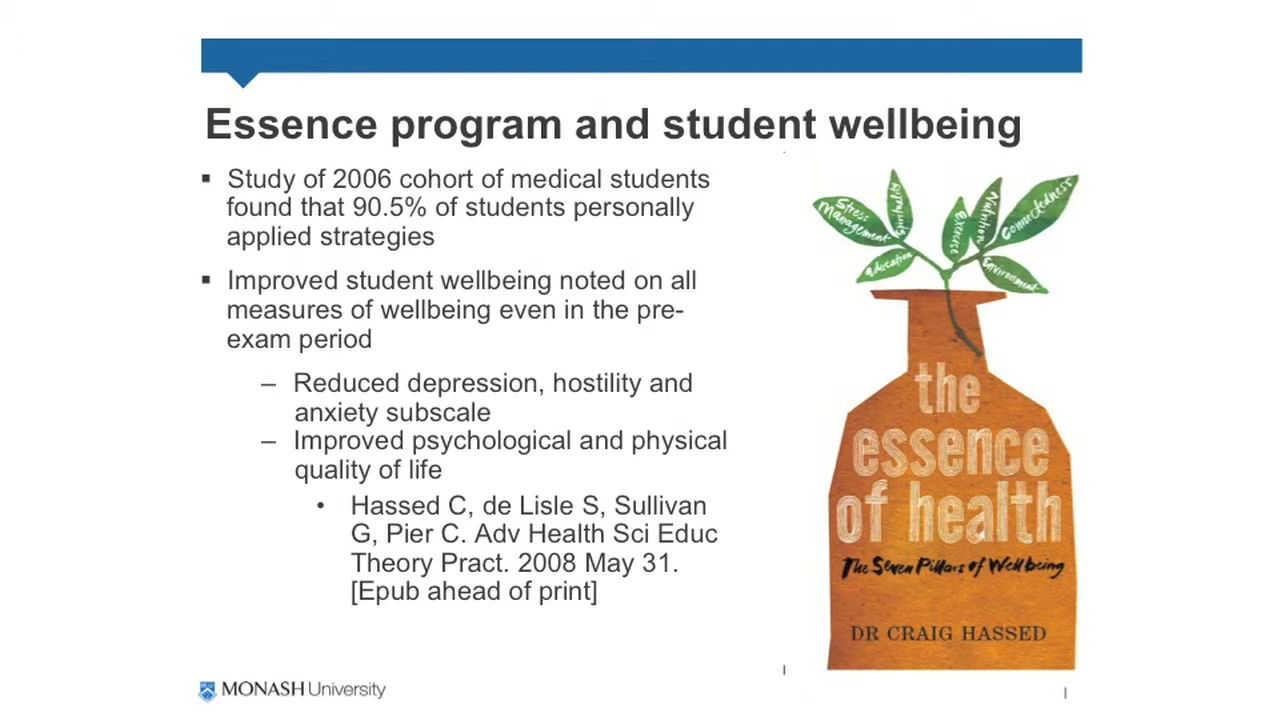 Essence program and student wellbeing
▪ Study of 2006 cohort of medical students
found that 90.5% of students personally
applied strategies
▪ Improved student wellbeing noted on all
measures of wellbeing even in the pre-
exam period
– Reduced depression, hostility and
anxiety subscale
– Improved psychological and physical
quality of life
• Hassed C, de Lisle S, Sullivan
G, Pier C. Adv Health Sci Educ
Theory Pract. 2008 May 31.
[Epub ahead of print]
Stress
Management
Spirituality
exercise
Nutrition
Connectedness
education
Environment
the
essence
of health
The Seven Pillars of Wellbeing
DR CRAIG HASSED
MONASH University